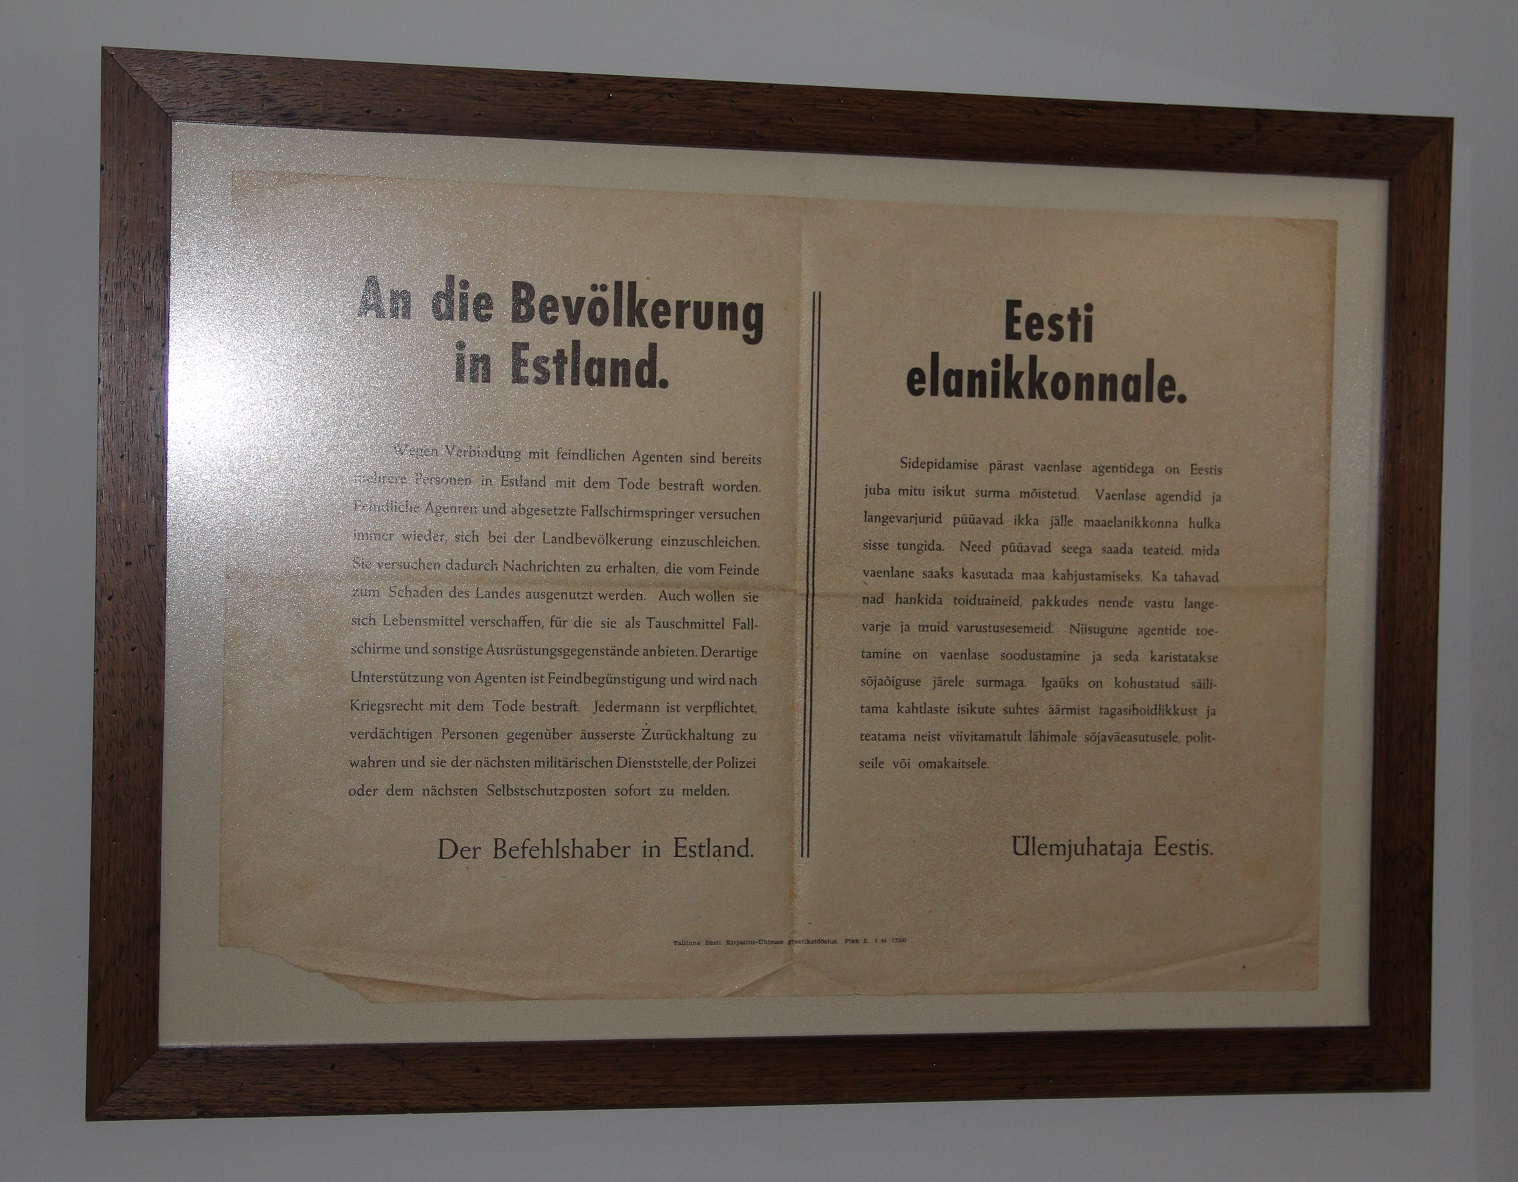 An die Bevölkerung
in Estland.
Wegen Verbindung mit feindlichen Agenten sind bereits
mehrere Personen in Estland mit dem Tode bestraft worden.
Feindliche Agenten und abgesetzte Fallschirmspringer versuchen
immer wieder, sich bei der Landbevölkerung einzuschleichen.
Sie versuchen dadurch Nachrichten zu erhalten, die vom Feinde
zum Schaden des Landes ausgenutzt werden. Auch wollen sie
sich Lebensmittel verschaffen, für die sie als Tauschmittel Fall-
schirme und sonstige Ausrüstungsgegenstände anbieten. Derartige
Unterstützung von Agenten ist Feindbegünstigung und wird nach
Kriegsrecht mit dem Tode bestraft. Jedermann ist verpflichtet,
verdächtigen Personen gegenüber äusserste Zurückhaltung zu
wahren und sie der nächsten militärischen Dienststelle, der Polizei
oder dem nächsten Selbstschutzposten sofort zu melden.
Der Befehlshaber in Estland.
Eesti
elanikkonnale.
Sidepidamise pärast vaenlase agentidega on Eestis
juba mitu isikut surma mõistetud. Vaenlase agendid ja
langevarjurid püüavad ikka jälle maaelanikkonna hulka
sisse tungida. Need püüavad seega saada teateid, mida
vaenlane saaks kasutada maa kahjustamiseks. Ka tahavad
nad hankida toiduaineid, pakkudes nende vastu lange-
varje ja muid varustusesemeid. Niisugune agentide toe-
tamine on vaenlase soodustamine ja seda karistatakse
sõjaõiguse järele surmaga. Igaüks on kohustatud säili-
tama kahtlaste isikute suhtes äärmist tagasihoidlikkust ja
teatama neist viivitamatult lähimale sõjaväeasutusele, polit-
seile või omakaitsele.
Ülemjuhataja Eestis.
Tallinna Eesti Kirjastus-Ühisuse graafikatööstus. Pikk 2.